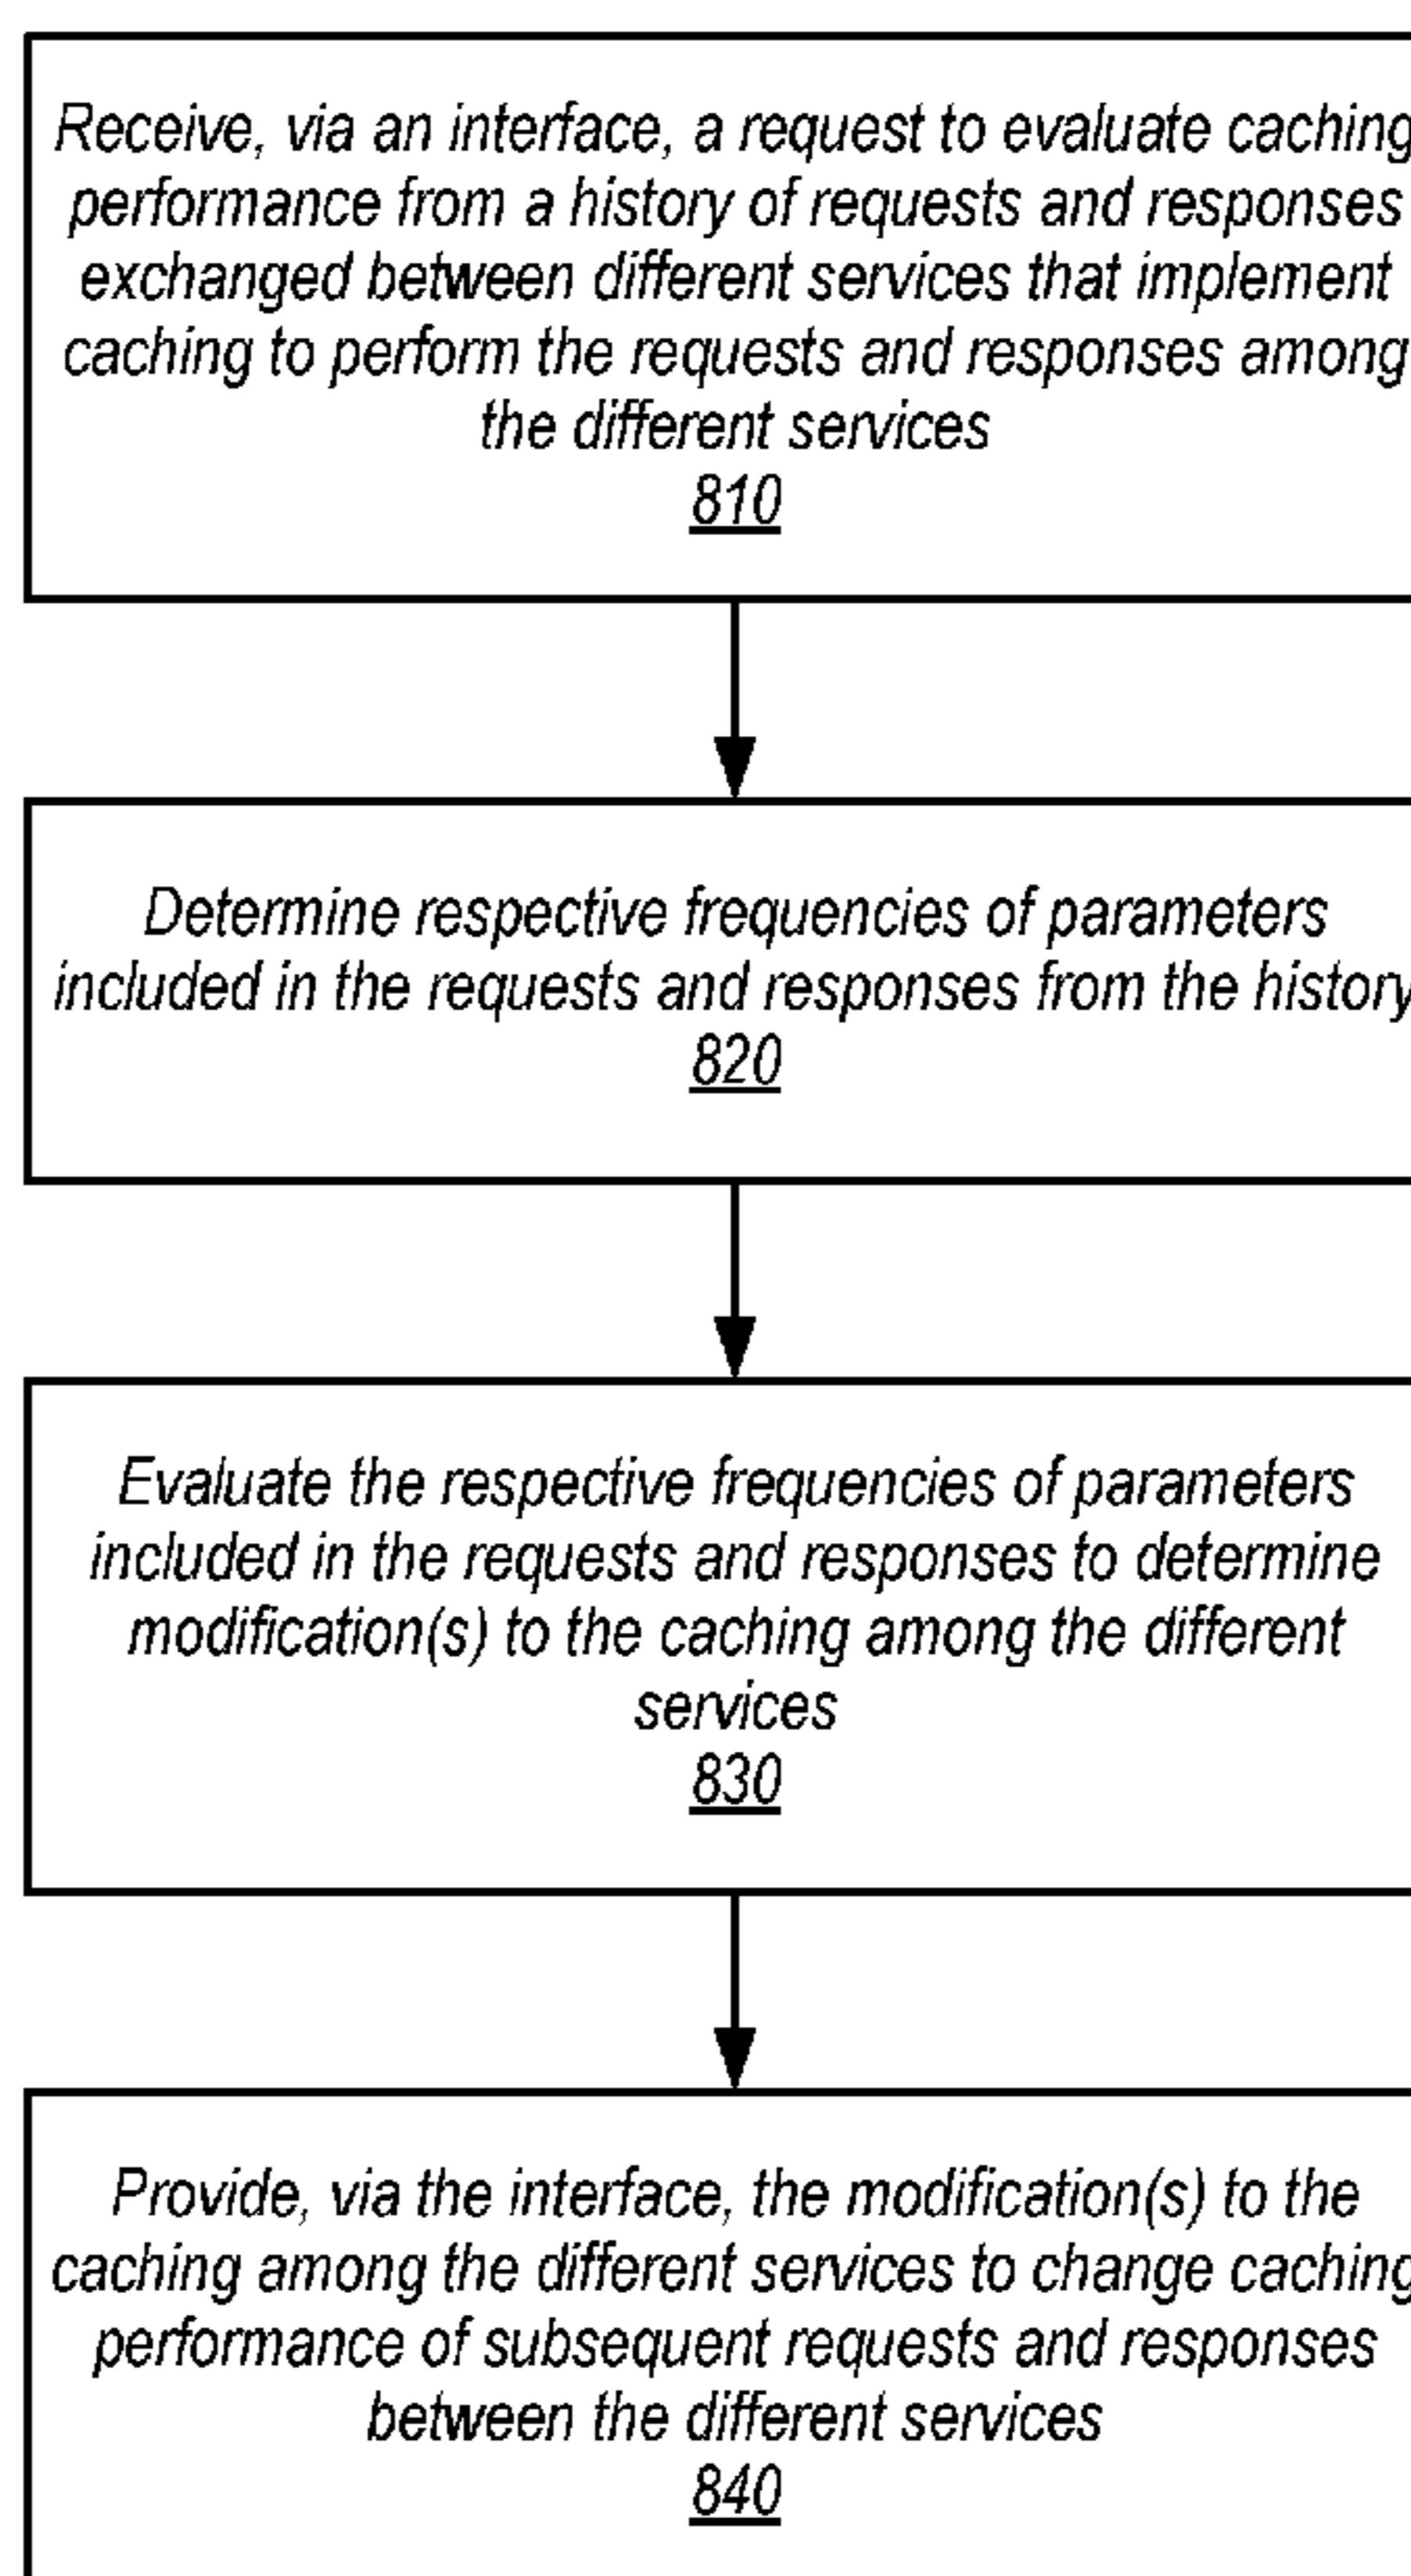 Receive, via an interface, a request to evaluate caching
performance from a history of requests and responses
exchanged between different services that implement
caching to perform the requests and responses among
the different services
810
Determine respective frequencies of parameters
included in the requests and responses from the history
820
Evaluate the respective frequencies of parameters
included in the requests and responses to determine
modification(s) to the caching among the different
services
830
Provide, via the interface, the modification(s) to the
caching among the different services to change caching
performance of subsequent requests and responses
between the different services
840